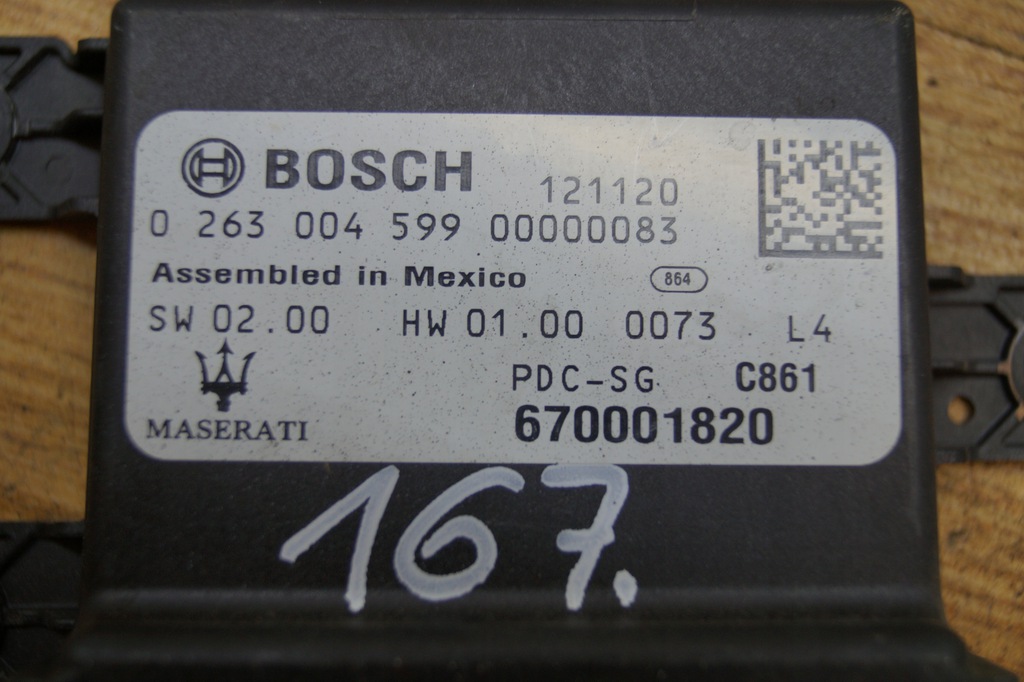 BOSCH 121120
0 263 004 599 00000083
Assembled in Mexico 864
SW 02.00 HW 01.00 0073 L4
PDC-SG C861
MASERATI 670001820
167.